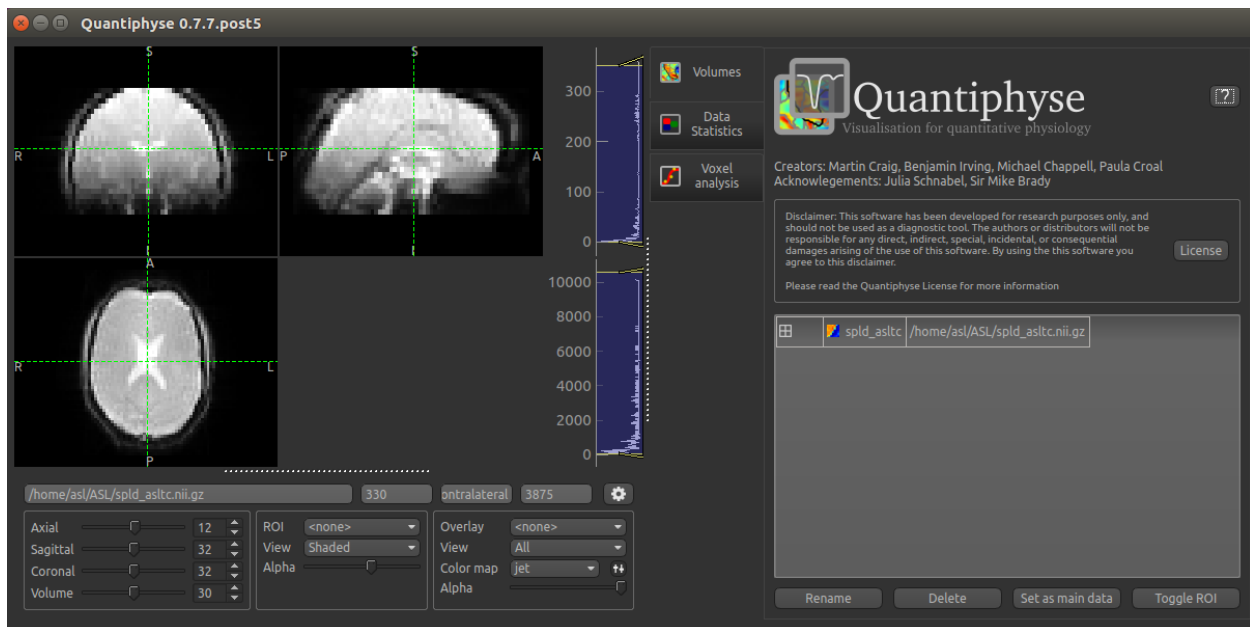 Quantiphyse 0.7.7.post5
S
S
R
L
P
A
I
I
300
200
100
0
A
R
L
P
10000
8000
6000
4000
2000
0
/home/asl/ASL/spld_asltc.nii.gz
330
ontralateral
3875
Axial
12
Sagittal
32
Coronal
32
Volume
30
ROI
<none>
View
Shaded
Alpha
Overlay
<none>
View
All
Color map
jet
Alpha
Volumes
Data
Statistics
Voxel
analysis
Quantiphyse
?
Visualisation for quantitative physiology
Creators: Martin Craig, Benjamin Irving, Michael Chappell, Paula Croal
Acknowlegements: Julia Schnabel, Sir Mike Brady
Disclaimer: This software has been developed for research purposes only, and
should not be used as a diagnostic tool. The authors or distributors will not be
responsible for any direct, indirect, special, incidental, or consequential
damages arising of the use of this software. By using the this software you
agree to this disclaimer.
Please read the Quantiphyse License for more information
License
spld_asltc
/home/asl/ASL/spld_asltc.nii.gz
Rename
Delete
Set as main data
Toggle ROI